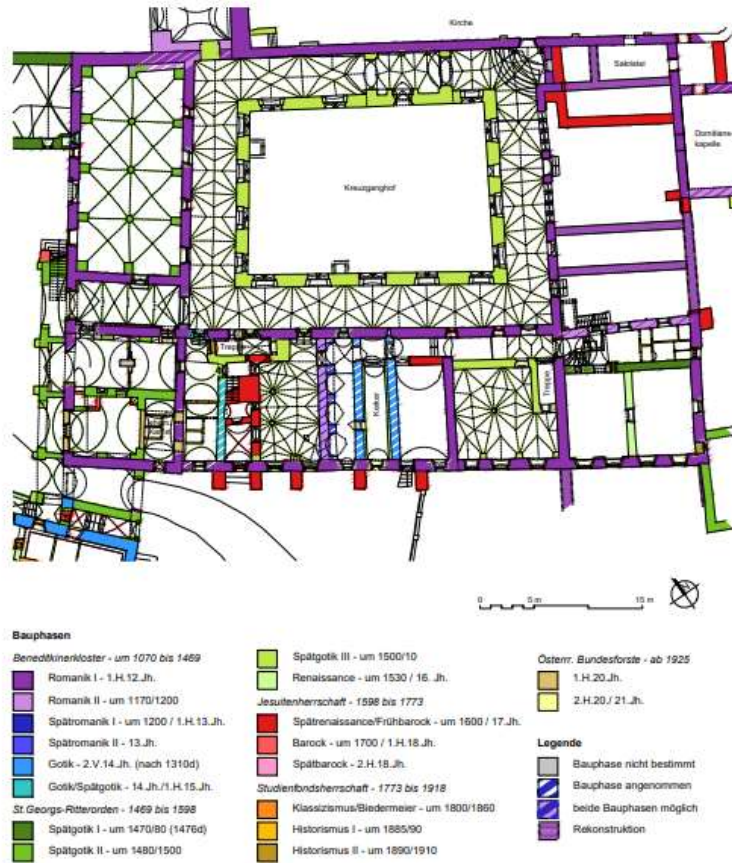 Kirche
Sakristei
Domitians-
kapelle
Kreuzganghof
Treppe
Kerker
Treppe
0 5 m 15 m
Bauphasen
Beneditkinerkloster - um 1070 bis 1469
Romanik I - 1.H.12.Jh.
Romanik II - um 1170/1200
Spätromanik I - um 1200 / 1.H.13.Jh.
Spätromanik II - 13.Jh.
Gotik - 2.V.14.Jh. (nach 1310d)
Gotik/Spätgotik - 14.Jh./1.H.15.Jh.
St.Georgs-Ritterorden - 1469 bis 1598
Spätgotik I - um 1470/80 (1476d)
Spätgotik II - um 1480/1500
Spätgotik III - um 1500/10
Renaissance - um 1530 / 16. Jh.
Jesuitenherrschaft - 1598 bis 1773
Spätrenaissance/Frühbarock - um 1600 / 17.Jh.
Barock - um 1700 / 1.H.18.Jh.
Spätbarock - 2.H.18.Jh.
Studienfondsherrschaft - 1773 bis 1918
Klassizismus/Biedermeier - um 1800/1860
Historismus I - um 1885/90
Historismus II - um 1890/1910
Österr. Bundesforste - ab 1925
1.H.20.Jh.
2.H.20./ 21.Jh.
Legende
Bauphase nicht bestimmt
Bauphase angenommen
beide Bauphasen möglich
Rekonstruktion